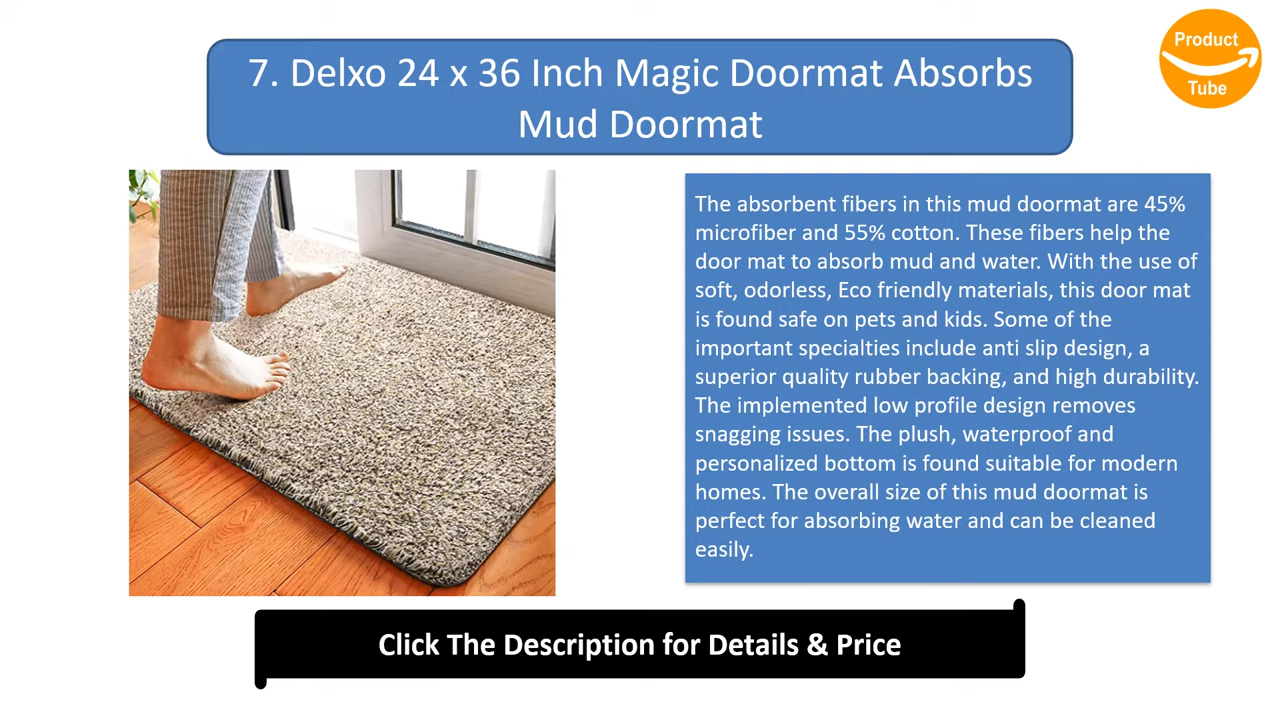 Product
Tube
7. Delxo 24 x 36 Inch Magic Doormat Absorbs
Mud Doormat
The absorbent fibers in this mud doormat are 45%
microfiber and 55% cotton. These fibers help the
door mat to absorb mud and water. With the use of
soft, odorless, Eco friendly materials, this door mat
is found safe on pets and kids. Some of the
important specialties include anti slip design, a
superior quality rubber backing, and high durability.
The implemented low profile design removes
snagging issues. The plush, waterproof and
personalized bottom is found suitable for modern
homes. The overall size of this mud doormat is
perfect for absorbing water and can be cleaned
easily.
Click The Description for Details & Price